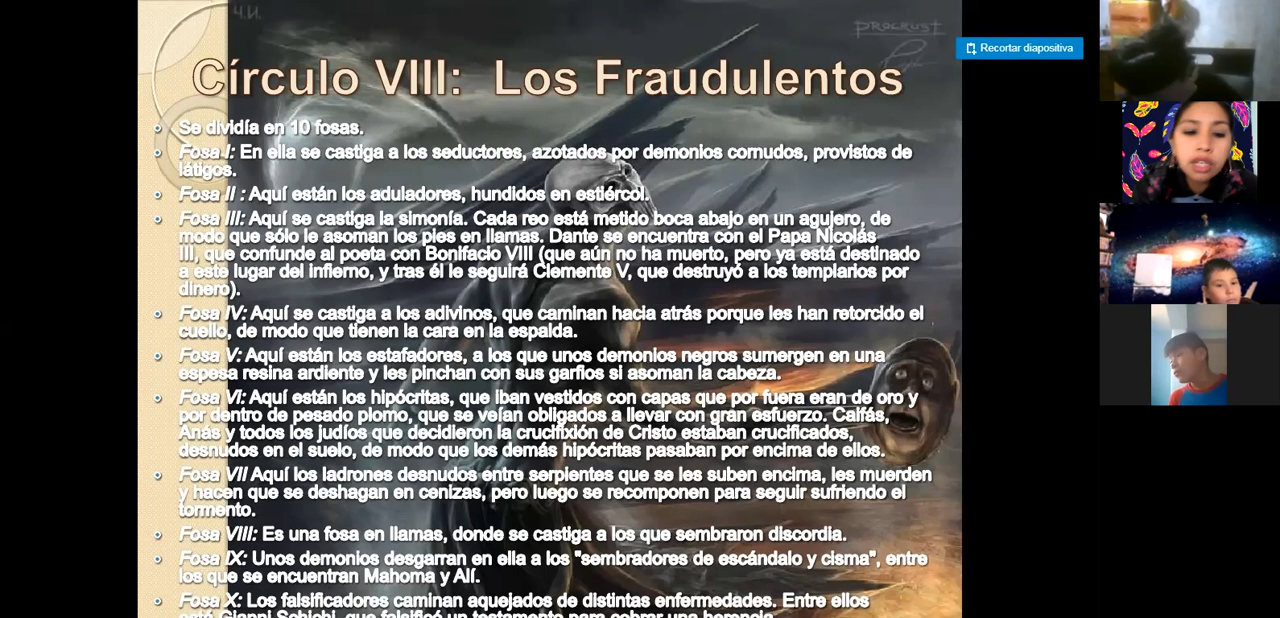 Ч.И.
PROCRUST
Recortar diapositiva
Círculo VIII:  Los Fraudulentos
Se dividía en 10 fosas.
Fosa I: En ella se castiga a los seductores, azotados por demonios cornudos, provistos de
látigos.
Fosa II : Aquí están los aduladores, hundidos en estiércol.
Fosa III: Aquí se castiga la simonía. Cada reo está metido boca abajo en un agujero, de
modo que sólo le asoman los pies en llamas. Dante se encuentra con el Papa Nicolás
III, que confunde al poeta con Bonifacio VIII (que aún no ha muerto, pero ya está destinado
a este lugar del infierno, y tras él le seguirá Clemente V, que destruyó a los templarios por
dinero).
Fosa IV: Aquí se castiga a los adivinos, que caminan hacia atrás porque les han retorcido el
cuello, de modo que tienen la cara en la espalda.
Fosa V: Aquí están los estafadores, a los que unos demonios negros sumergen en una
espesa resina ardiente y les pinchan con sus garfios si asoman la cabeza.
Fosa VI: Aquí están los hipócritas, que iban vestidos con capas que por fuera eran de oro y
por dentro de pesado plomo, que se veían obligados a llevar con gran esfuerzo. Caifás,
Anás y todos los judíos que decidieron la crucifixión de Cristo estaban crucificados,
desnudos en el suelo, de modo que los demás hipócritas pasaban por encima de ellos.
Fosa VII Aquí los ladrones desnudos entre serpientes que se les suben encima, les muerden
y hacen que se deshagan en cenizas, pero luego se recomponen para seguir sufriendo el
tormento.
Fosa VIII: Es una fosa en llamas, donde se castiga a los que sembraron discordia.
Fosa IX: Unos demonios desgarran en ella a los "sembradores de escándalo y cisma", entre
los que se encuentran Mahoma y Alí.
Fosa X: Los falsificadores caminan aquejados de distintas enfermedades. Entre ellos
está Gianni Schichi, que falsificó un testamento para cobrar una herencia.